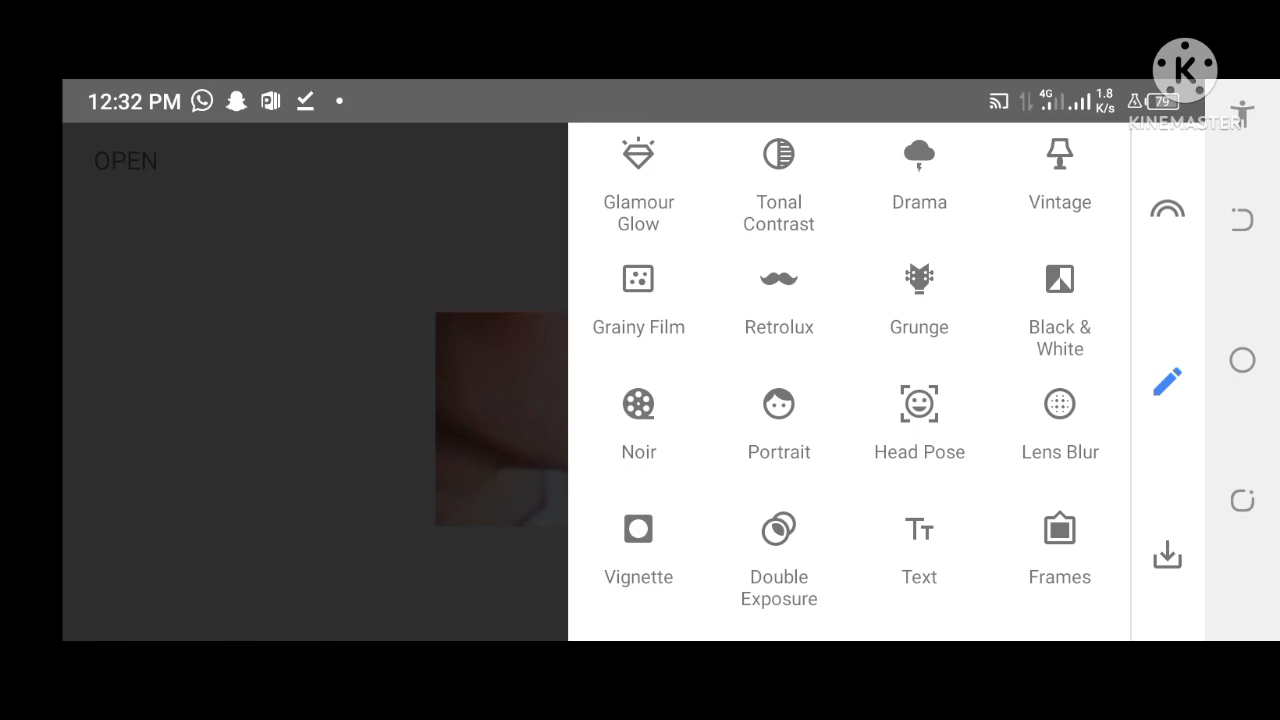 12:32 PM
4G
1.8
K/s
79
K
KINEMASTER
OPEN
Glamour
Glow
Tonal
Contrast
Drama
Vintage
Grainy Film
Retrolux
Grunge
Black &
White
Noir
Portrait
Head Pose
Lens Blur
Vignette
Double
Exposure
Tт
Text
Frames